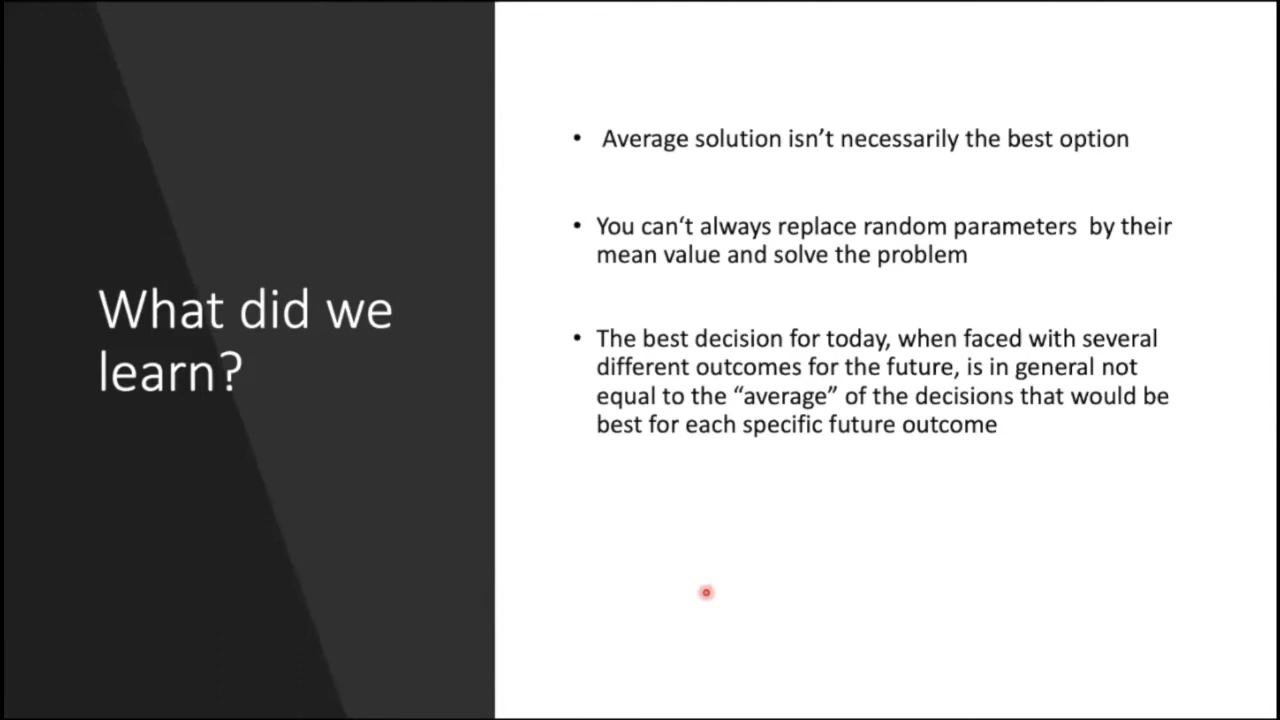 What did we
learn?
• Average solution isn’t necessarily the best option
• You can‘t always replace random parameters  by their
mean value and solve the problem
• The best decision for today, when faced with several
different outcomes for the future, is in general not
equal to the “average” of the decisions that would be
best for each specific future outcome